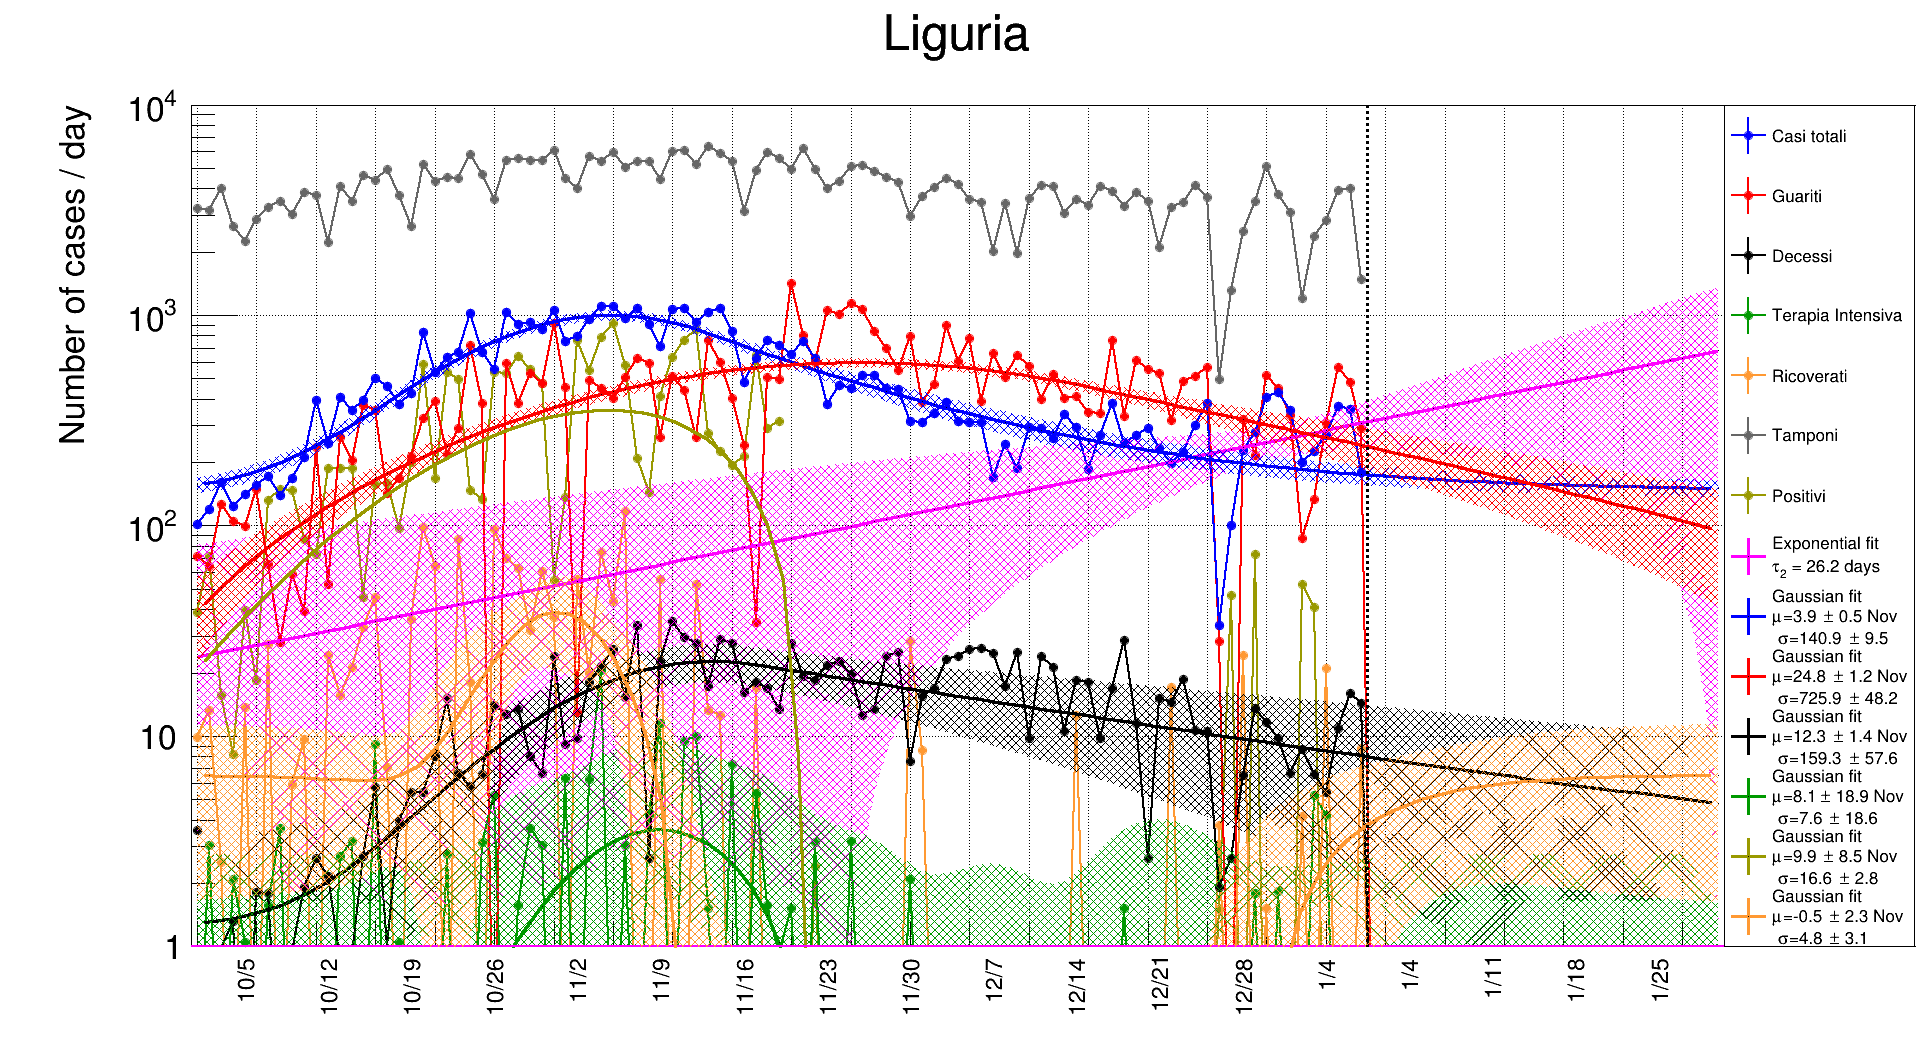 Liguria
Number of cases / day
10^4
10^3
10^2
10
1
10/5
10/12
10/19
10/26
11/2
11/9
11/16
11/23
11/30
12/7
12/14
12/21
12/28
1/4
1/4
1/11
1/18
1/25
Casi totali
Guariti
Decessi
Terapia Intensiva
Ricoverati
Tamponi
Positivi
Exponential fit
τ₂ = 26.2 days
Gaussian fit
μ=3.9 ± 0.5 Nov
σ=140.9 ± 9.5
Gaussian fit
μ=24.8 ± 1.2 Nov
σ=725.9 ± 48.2
Gaussian fit
μ=12.3 ± 1.4 Nov
σ=159.3 ± 57.6
Gaussian fit
μ=8.1 ± 18.9 Nov
σ=7.6 ± 18.6
Gaussian fit
μ=9.9 ± 8.5 Nov
σ=16.6 ± 2.8
Gaussian fit
μ=-0.5 ± 2.3 Nov
σ=4.8 ± 3.1